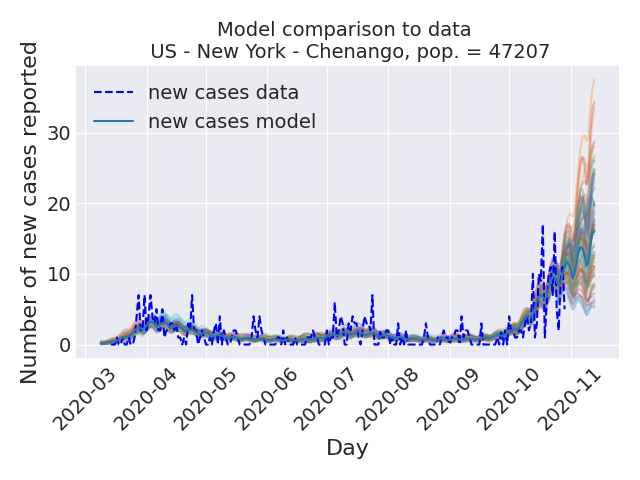 Model comparison to data
US - New York - Chenango, pop. = 47207
Number of new cases reported
new cases data
new cases model
30
20
10
0
2020-03
2020-04
2020-05
2020-06
2020-07
2020-08
2020-09
2020-10
2020-11
Day